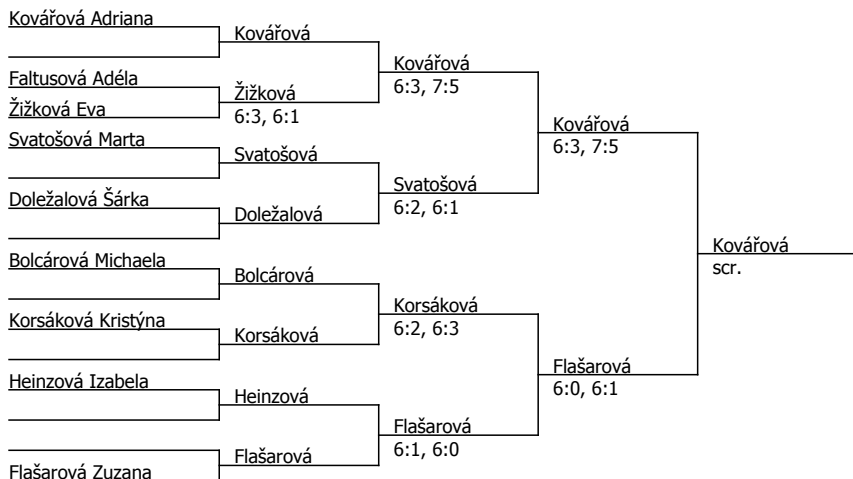 Kovářová Adriana
Kovářová
Kovářová
6:3, 7:5
Faltusová Adéla
Žižková
6:3, 6:1
Žižková Eva
Kovářová
6:3, 7:5
Svatošová Marta
Svatošová
Svatošová
6:2, 6:1
Doležalová Šárka
Doležalová
Kovářová
scr.
Bolcárová Michaela
Bolcárová
Korsáková
6:2, 6:3
Korsáková Kristýna
Korsáková
Flašarová
6:0, 6:1
Heinzová Izabela
Heinzová
Flašarová
6:1, 6:0
Flašarová
Flašarová Zuzana